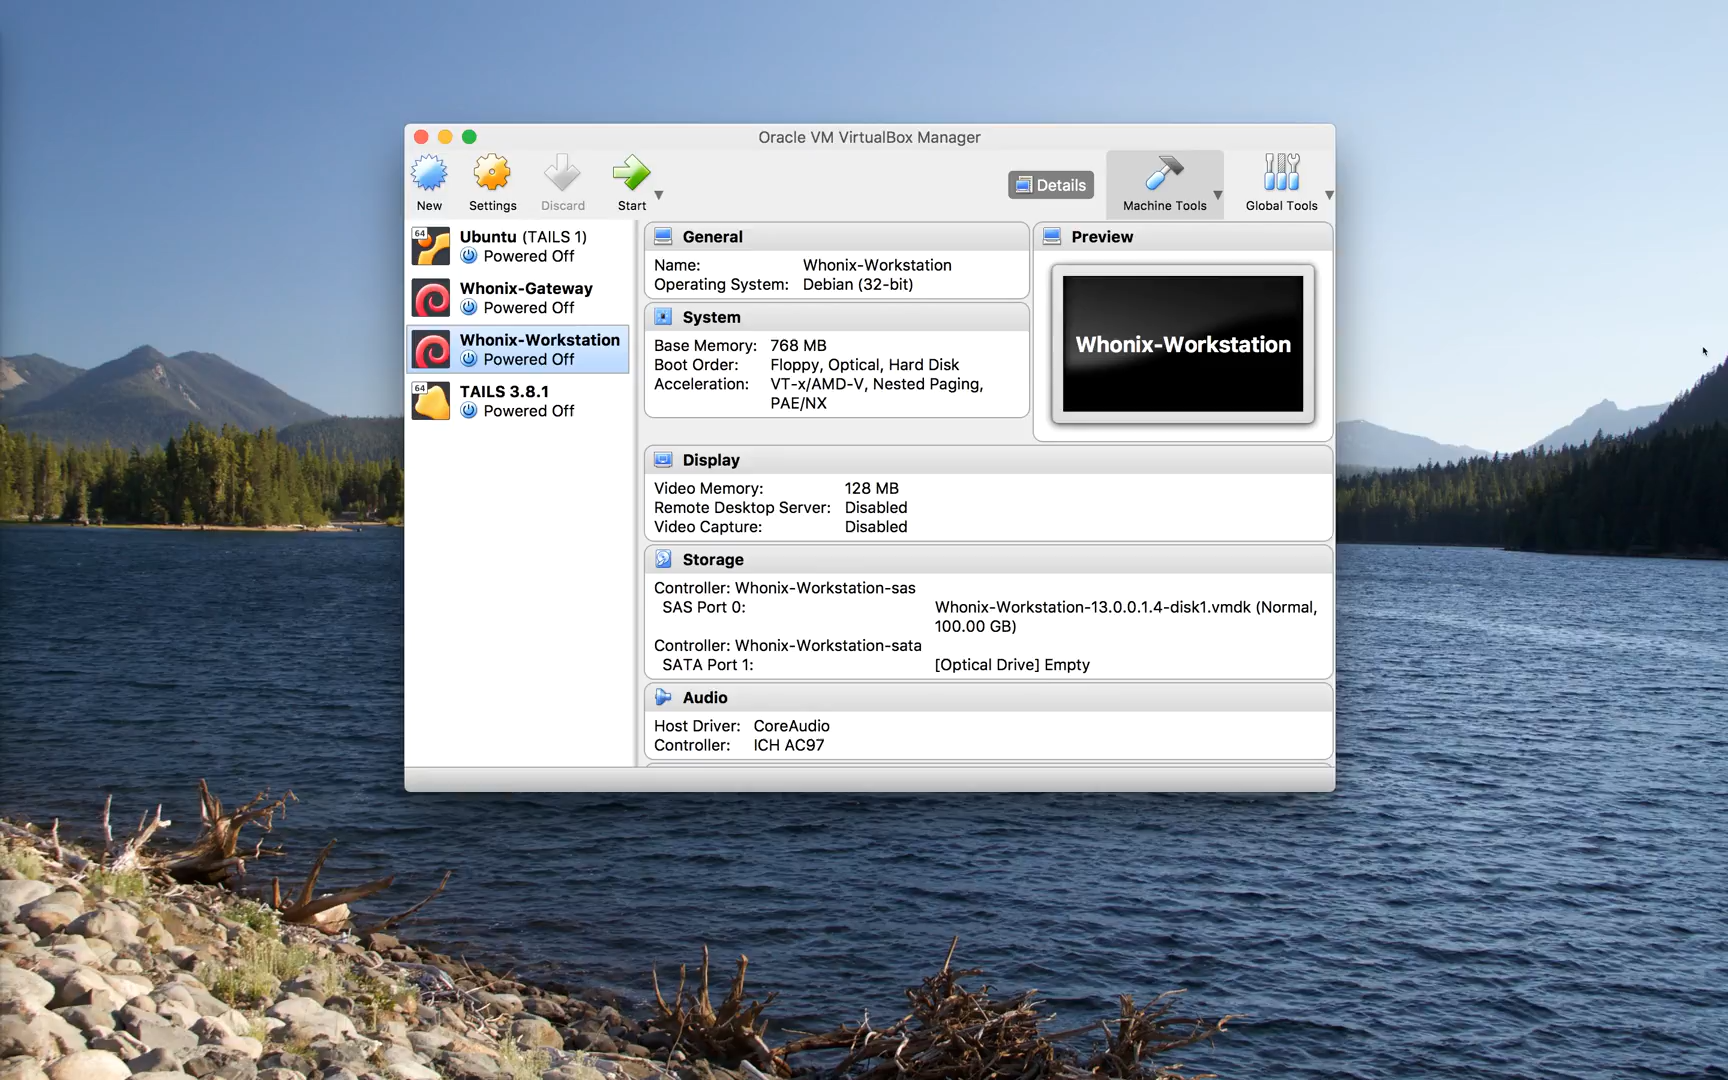 Oracle VM VirtualBox Manager
New
Settings
Discard
Start
Details
Machine Tools
Global Tools
64
Ubuntu (TAILS 1)
Powered Off
Whonix-Gateway
Powered Off
Whonix-Workstation
Powered Off
64
TAILS 3.8.1
Powered Off
General
Name: Whonix-Workstation
Operating System: Debian (32-bit)
System
Base Memory: 768 MB
Boot Order: Floppy, Optical, Hard Disk
Acceleration: VT-x/AMD-V, Nested Paging,
PAE/NX
Preview
Whonix-Workstation
Display
Video Memory: 128 MB
Remote Desktop Server: Disabled
Video Capture: Disabled
Storage
Controller: Whonix-Workstation-sas
SAS Port 0: Whonix-Workstation-13.0.0.1.4-disk1.vmdk (Normal,
100.00 GB)
Controller: Whonix-Workstation-sata
SATA Port 1: [Optical Drive] Empty
Audio
Host Driver: CoreAudio
Controller: ICH AC97